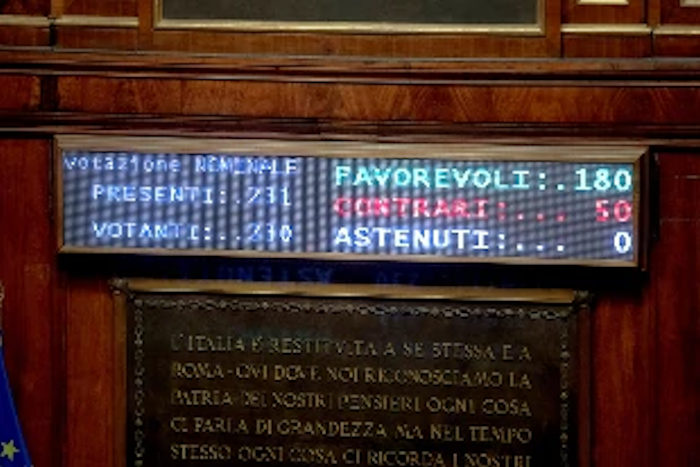 Votazione NOMINALE
PRESENTI:.231
VOTANTI:..230
FAVOREVOLI:.180
CONTRARI:... 50
ASTENUTI:... 0
L'ITALIA È RESTITVITA A SE STESSA E A
ROMA - QVI DOVE NOI RICONOSCIAMO LA
PATRIA DEI NOSTRI PENSIERI OGNI COSA
CI PARLA DI GRANDEZZA MA NEL TEMPO
STESSO OGNI COSA CI RICORDA I NOSTRI